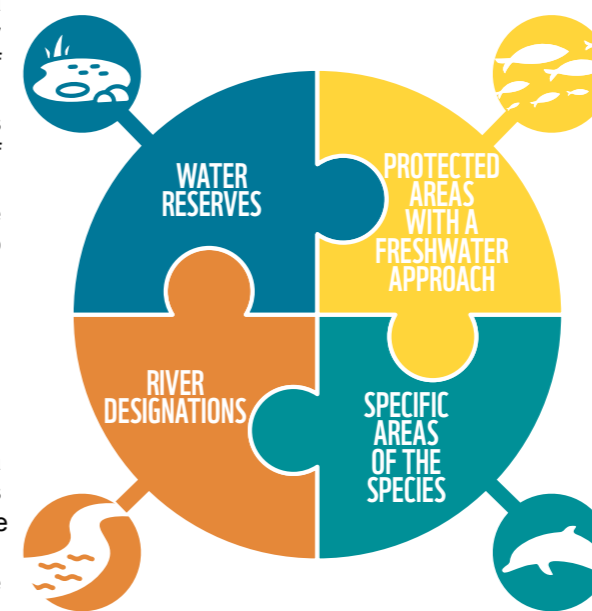 WATER
RESERVES
PROTECTED
AREAS
WITH A
FRESHWATER
APPROACH
RIVER
DESIGNATIONS
SPECIFIC
AREAS
OF THE
SPECIES